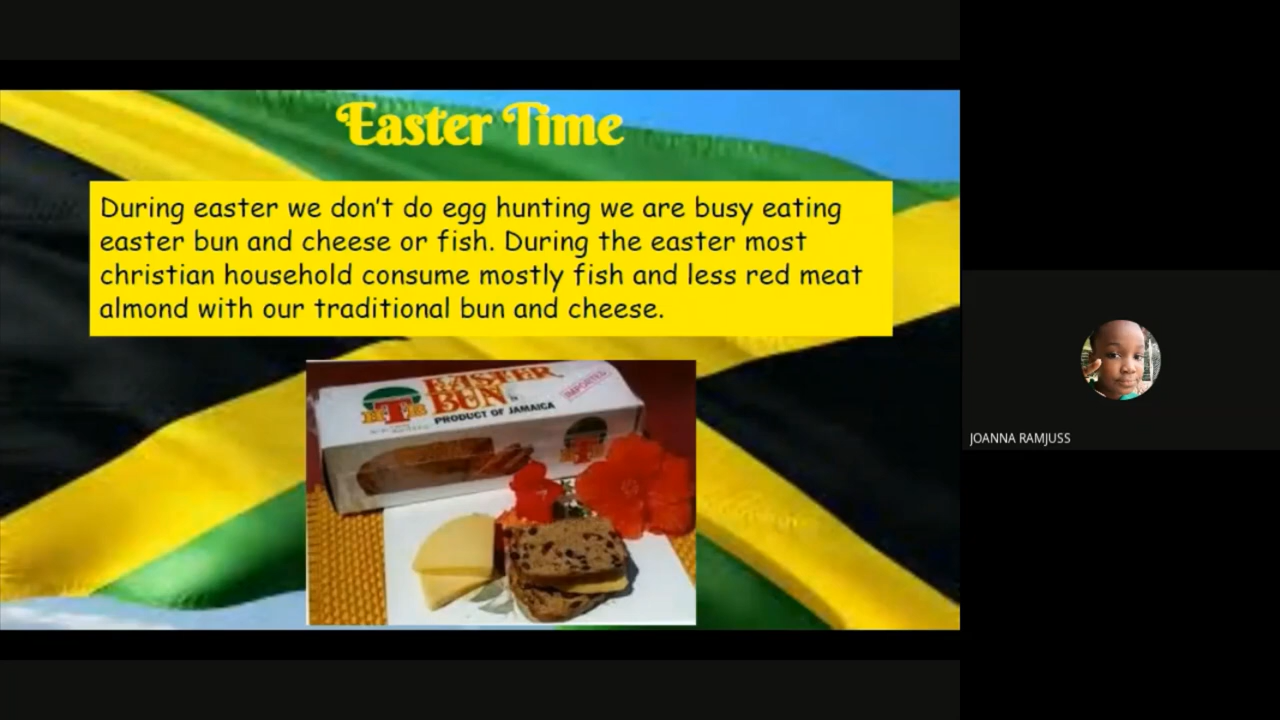 Easter Time
During easter we don't do egg hunting we are busy eating
easter bun and cheese or fish. During the easter most
christian household consume mostly fish and less red meat
almond with our traditional bun and cheese.
EASTER
BUN
IMPORTED
HTB
PRODUCT OF JAMAICA
JOANNA RAMJUSS